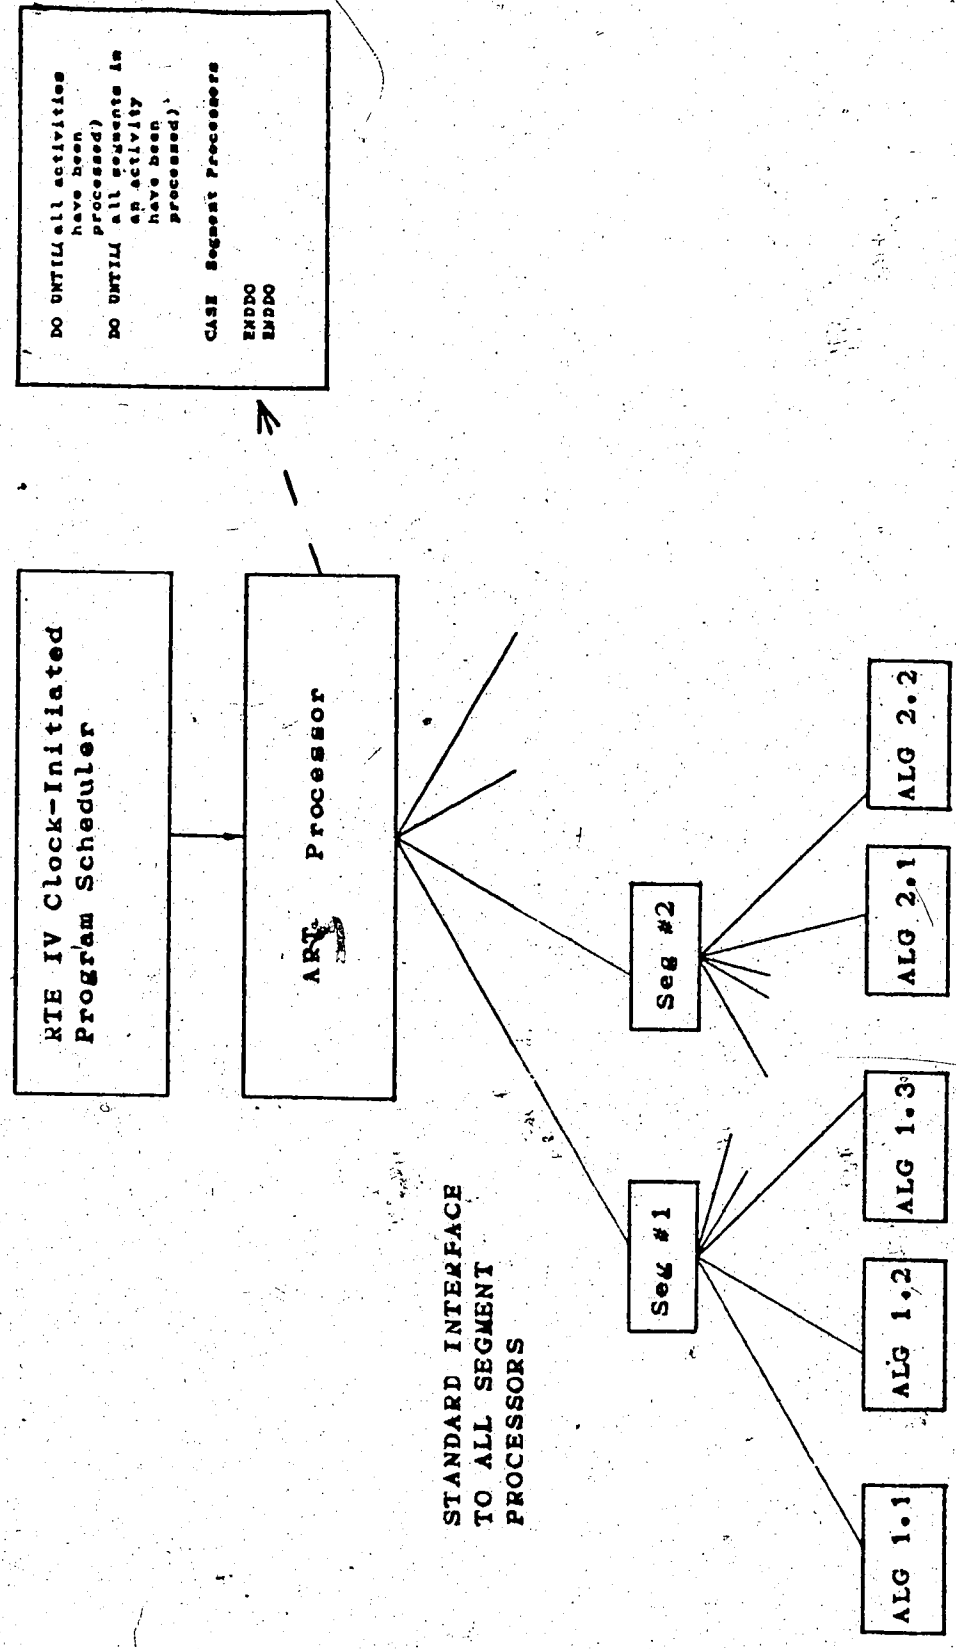 RTE IV Clock-Initiated
Program Scheduler
ART Processor
DO UNTIL( all activities
have been
processed)
DO UNTIL( all segments in
an activity
have been
processed)
CASE Segment Processors
ENDDO
ENDDO
STANDARD INTERFACE
TO ALL SEGMENT
PROCESSORS
Seg #1
Seg #2
ALG 1.1
ALG 1.2
ALG 1.3
ALG 2.1
ALG 2.2